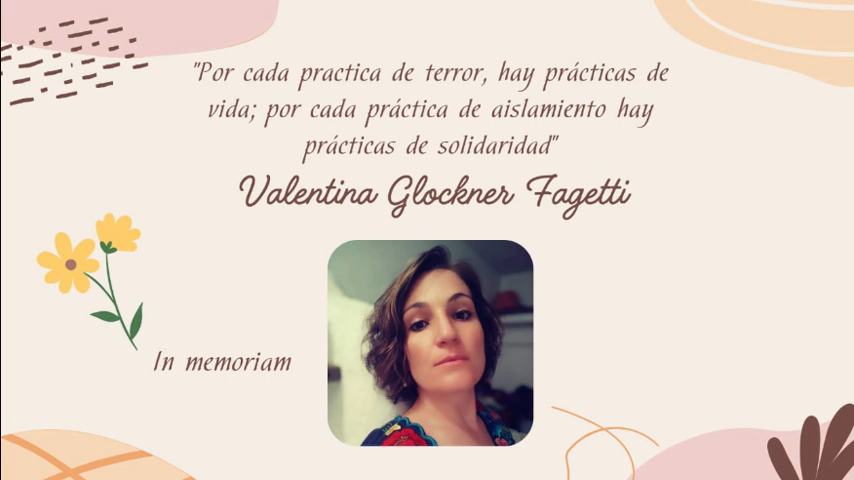 "Por cada practica de terror, hay prácticas de
vida; por cada práctica de aislamiento hay
prácticas de solidaridad"
Valentina Glockner Fagetti
In memoriam